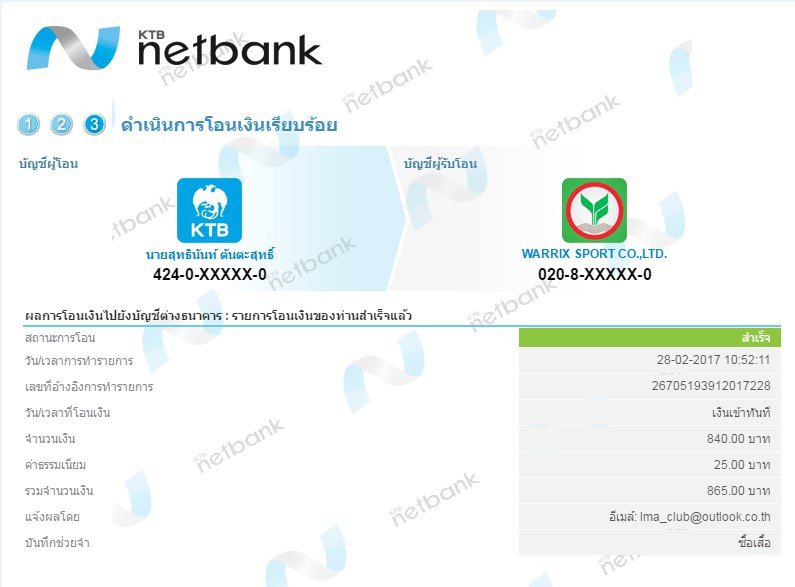 KTB
netbank
1 2 3 ดำเนินการโอนเงินเรียบร้อย
บัญชีผู้โอน
บัญชีผู้รับโอน
KTB
นายสุทธินันท์ ตันตะสุทธิ์
WARRIX SPORT CO.,LTD.
424-0-XXXXX-0
020-8-XXXXX-0
ผลการโอนเงินไปยังบัญชีต่างธนาคาร : รายการโอนเงินของท่านสำเร็จแล้ว
สถานะการโอน สำเร็จ
วัน/เวลาการทำรายการ 28-02-2017 10:52:11
เลขที่อ้างอิงการทำรายการ 26705193912017228
วัน/เวลาที่โอนเงิน เงินเข้าทันที
จำนวนเงิน 840.00 บาท
ค่าธรรมเนียม 25.00 บาท
รวมจำนวนเงิน 865.00 บาท
แจ้งผลโดย อีเมล์: lma_club@outlook.co.th
บันทึกช่วยจำ ซื้อเสื้อ